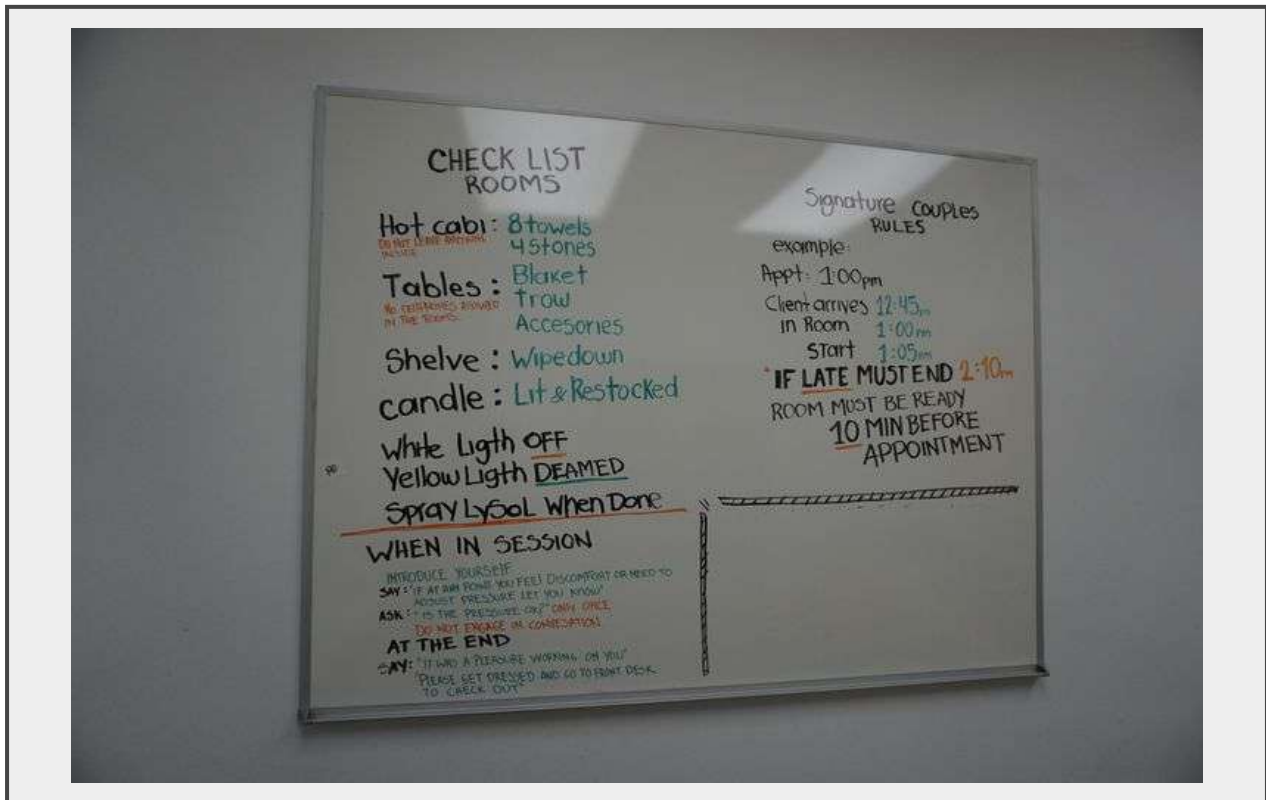 CHECK LIST
ROOMS
Hot cabi: 8 towels
DO NOT LEAVE ANYTHING
INSIDE
4 Stones
Tables: Blaket
trow
No CELLPHONES ALLOWED
IN THE ROOMS
Accesories
Shelve: Wipedown
candle: Lit & Restocked
White Ligth OFF
Yellow Ligth DEAMED
Spray LySoL When Done
WHEN IN SESSION
INTRODUCE YOURSELF
SAY: "IF AT ANY POINT YOU FEEL DISCOMFORT OR NEED TO
ADJUST PRESSURE LET YOU KNOW"
ASK: "IS THE PRESSURE OK?" ONLY ONCE
DO NOT ENGAGE IN
AT THE END
SAY: "IT WAS A PLEASURE WORKING ON YOU"
"PLEASE GET DRESSED AND GO TO FRONT DESK
TO CHECK OUT"
Signature COUPLES
RULES
example:
Appt: 1:00pm
Client arrives 12:45pm
in Room 1:00pm
START 1:05pm
*IF LATE MUST END 2:10pm
ROOM MUST BE READY
10 MIN BEFORE
APPOINTMENT